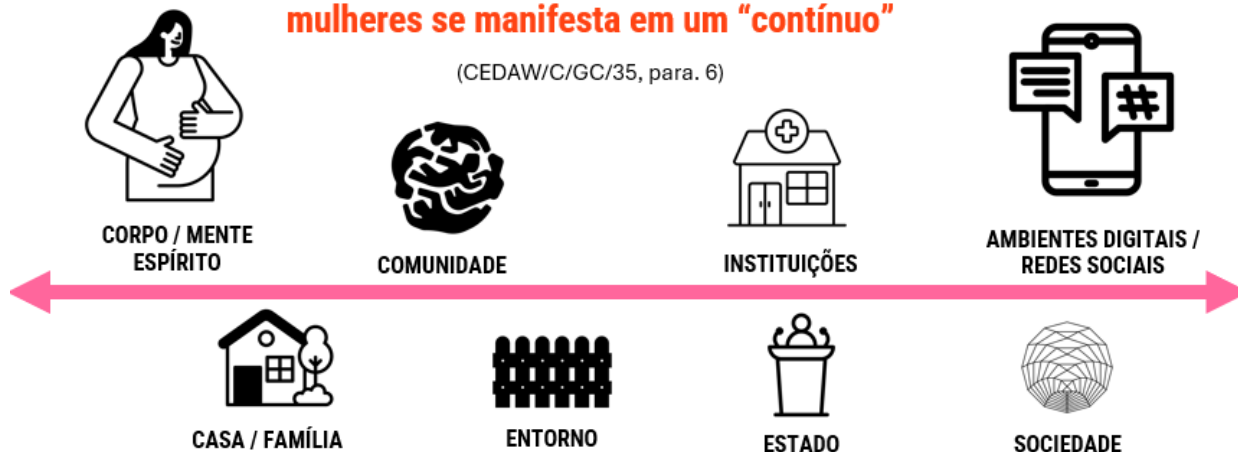 mulheres se manifesta em um “contínuo”
(CEDAW/C/GC/35, para. 6)
CORPO / MENTE
ESPÍRITO
COMUNIDADE
INSTITUIÇÕES
AMBIENTES DIGITAIS /
REDES SOCIAIS
#
CASA / FAMÍLIA
ENTORNO
ESTADO
SOCIEDADE